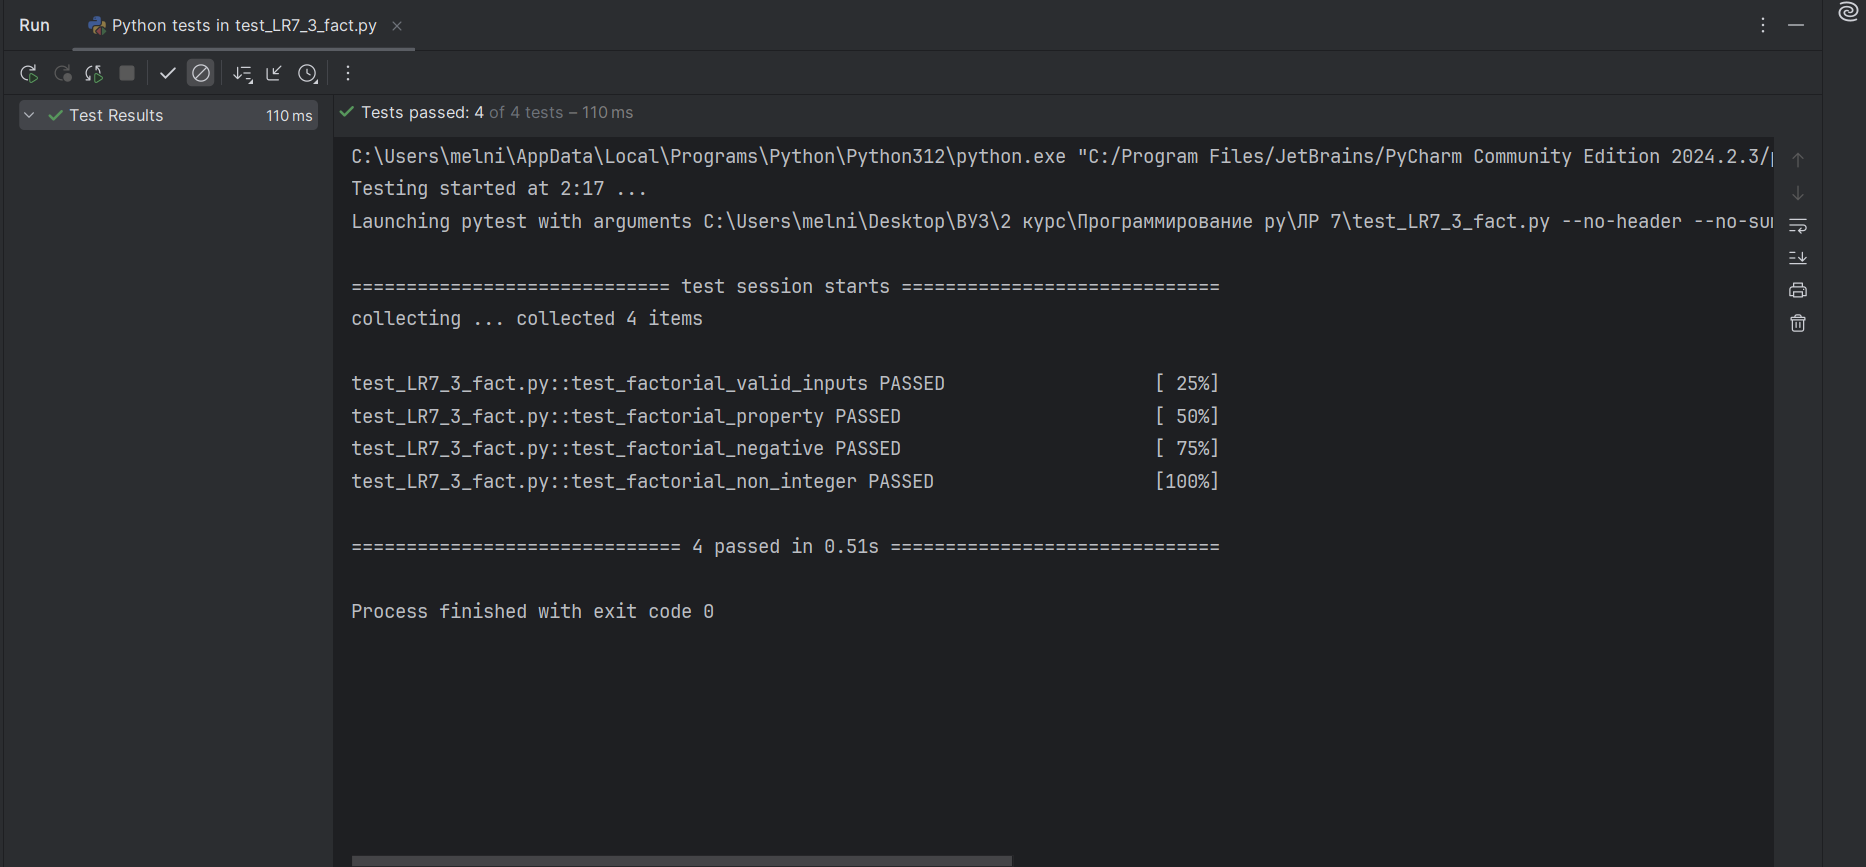 Run
Python tests in test_LR7_3_fact.py
Test Results 110 ms
Tests passed: 4 of 4 tests – 110 ms
C:\Users\melni\AppData\Local\Programs\Python\Python312\python.exe "C:/Program Files/JetBrains/PyCharm Community Edition 2024.2.3/
Testing started at 2:17 ...
Launching pytest with arguments C:\Users\melni\Desktop\ВУЗ\2 курс\Программирование py\ЛР 7\test_LR7_3_fact.py --no-header --no-su
============================= test session starts =============================
collecting ... collected 4 items
test_LR7_3_fact.py::test_factorial_valid_inputs PASSED                   [ 25%]
test_LR7_3_fact.py::test_factorial_property PASSED                       [ 50%]
test_LR7_3_fact.py::test_factorial_negative PASSED                       [ 75%]
test_LR7_3_fact.py::test_factorial_non_integer PASSED                    [100%]
============================== 4 passed in 0.51s ==============================
Process finished with exit code 0